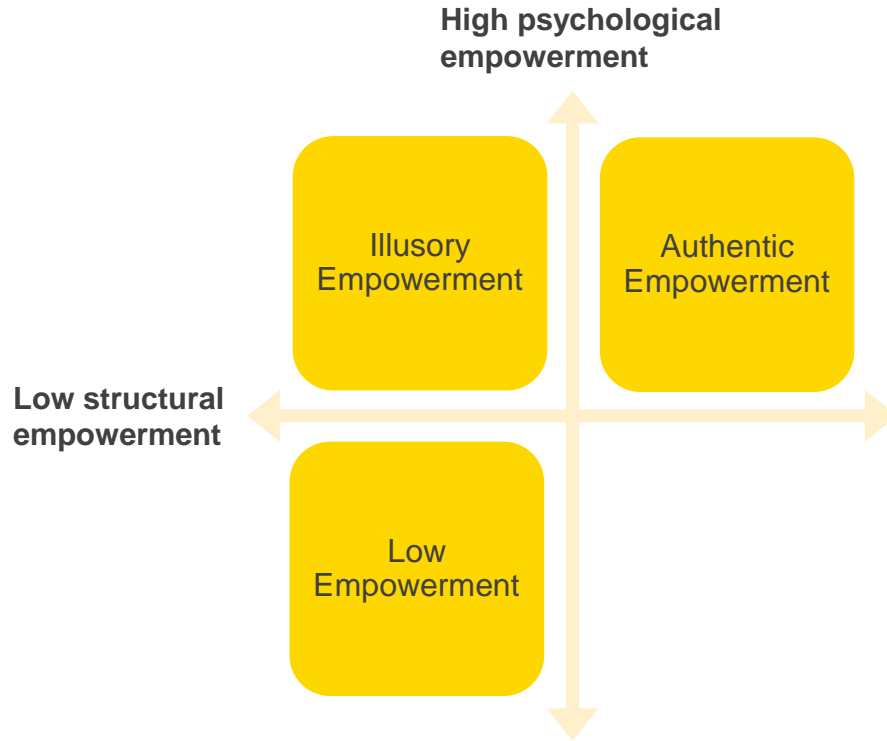 High psychological
empowerment
Illusory
Empowerment
Authentic
Empowerment
Low structural
empowerment
Low
Empowerment